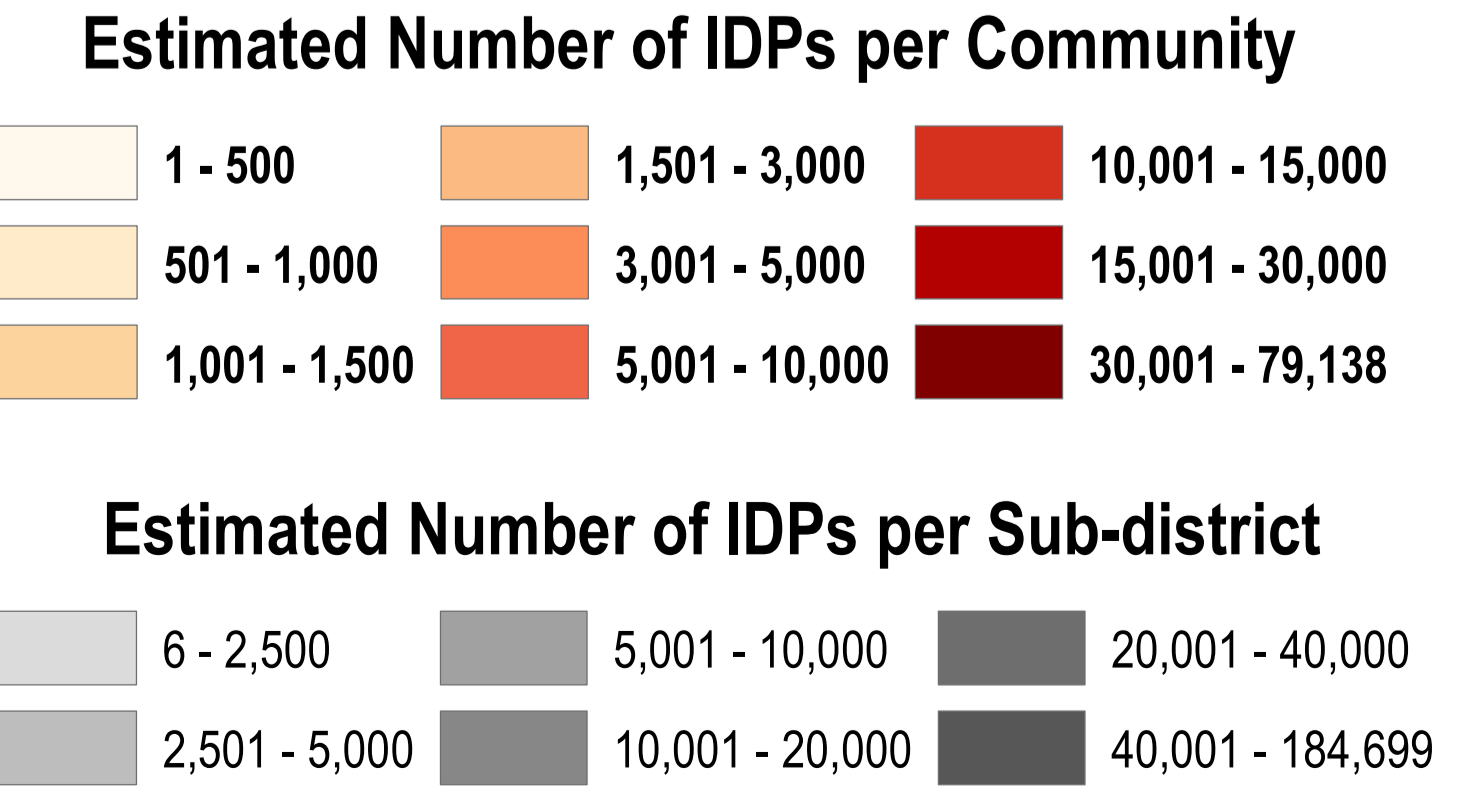 Estimated Number of IDPs per Community
1 - 500
501 - 1,000
1,001 - 1,500
1,501 - 3,000
3,001 - 5,000
5,001 - 10,000
10,001 - 15,000
15,001 - 30,000
30,001 - 79,138
Estimated Number of IDPs per Sub-district
6 - 2,500
2,501 - 5,000
5,001 - 10,000
10,001 - 20,000
20,001 - 40,000
40,001 - 184,699